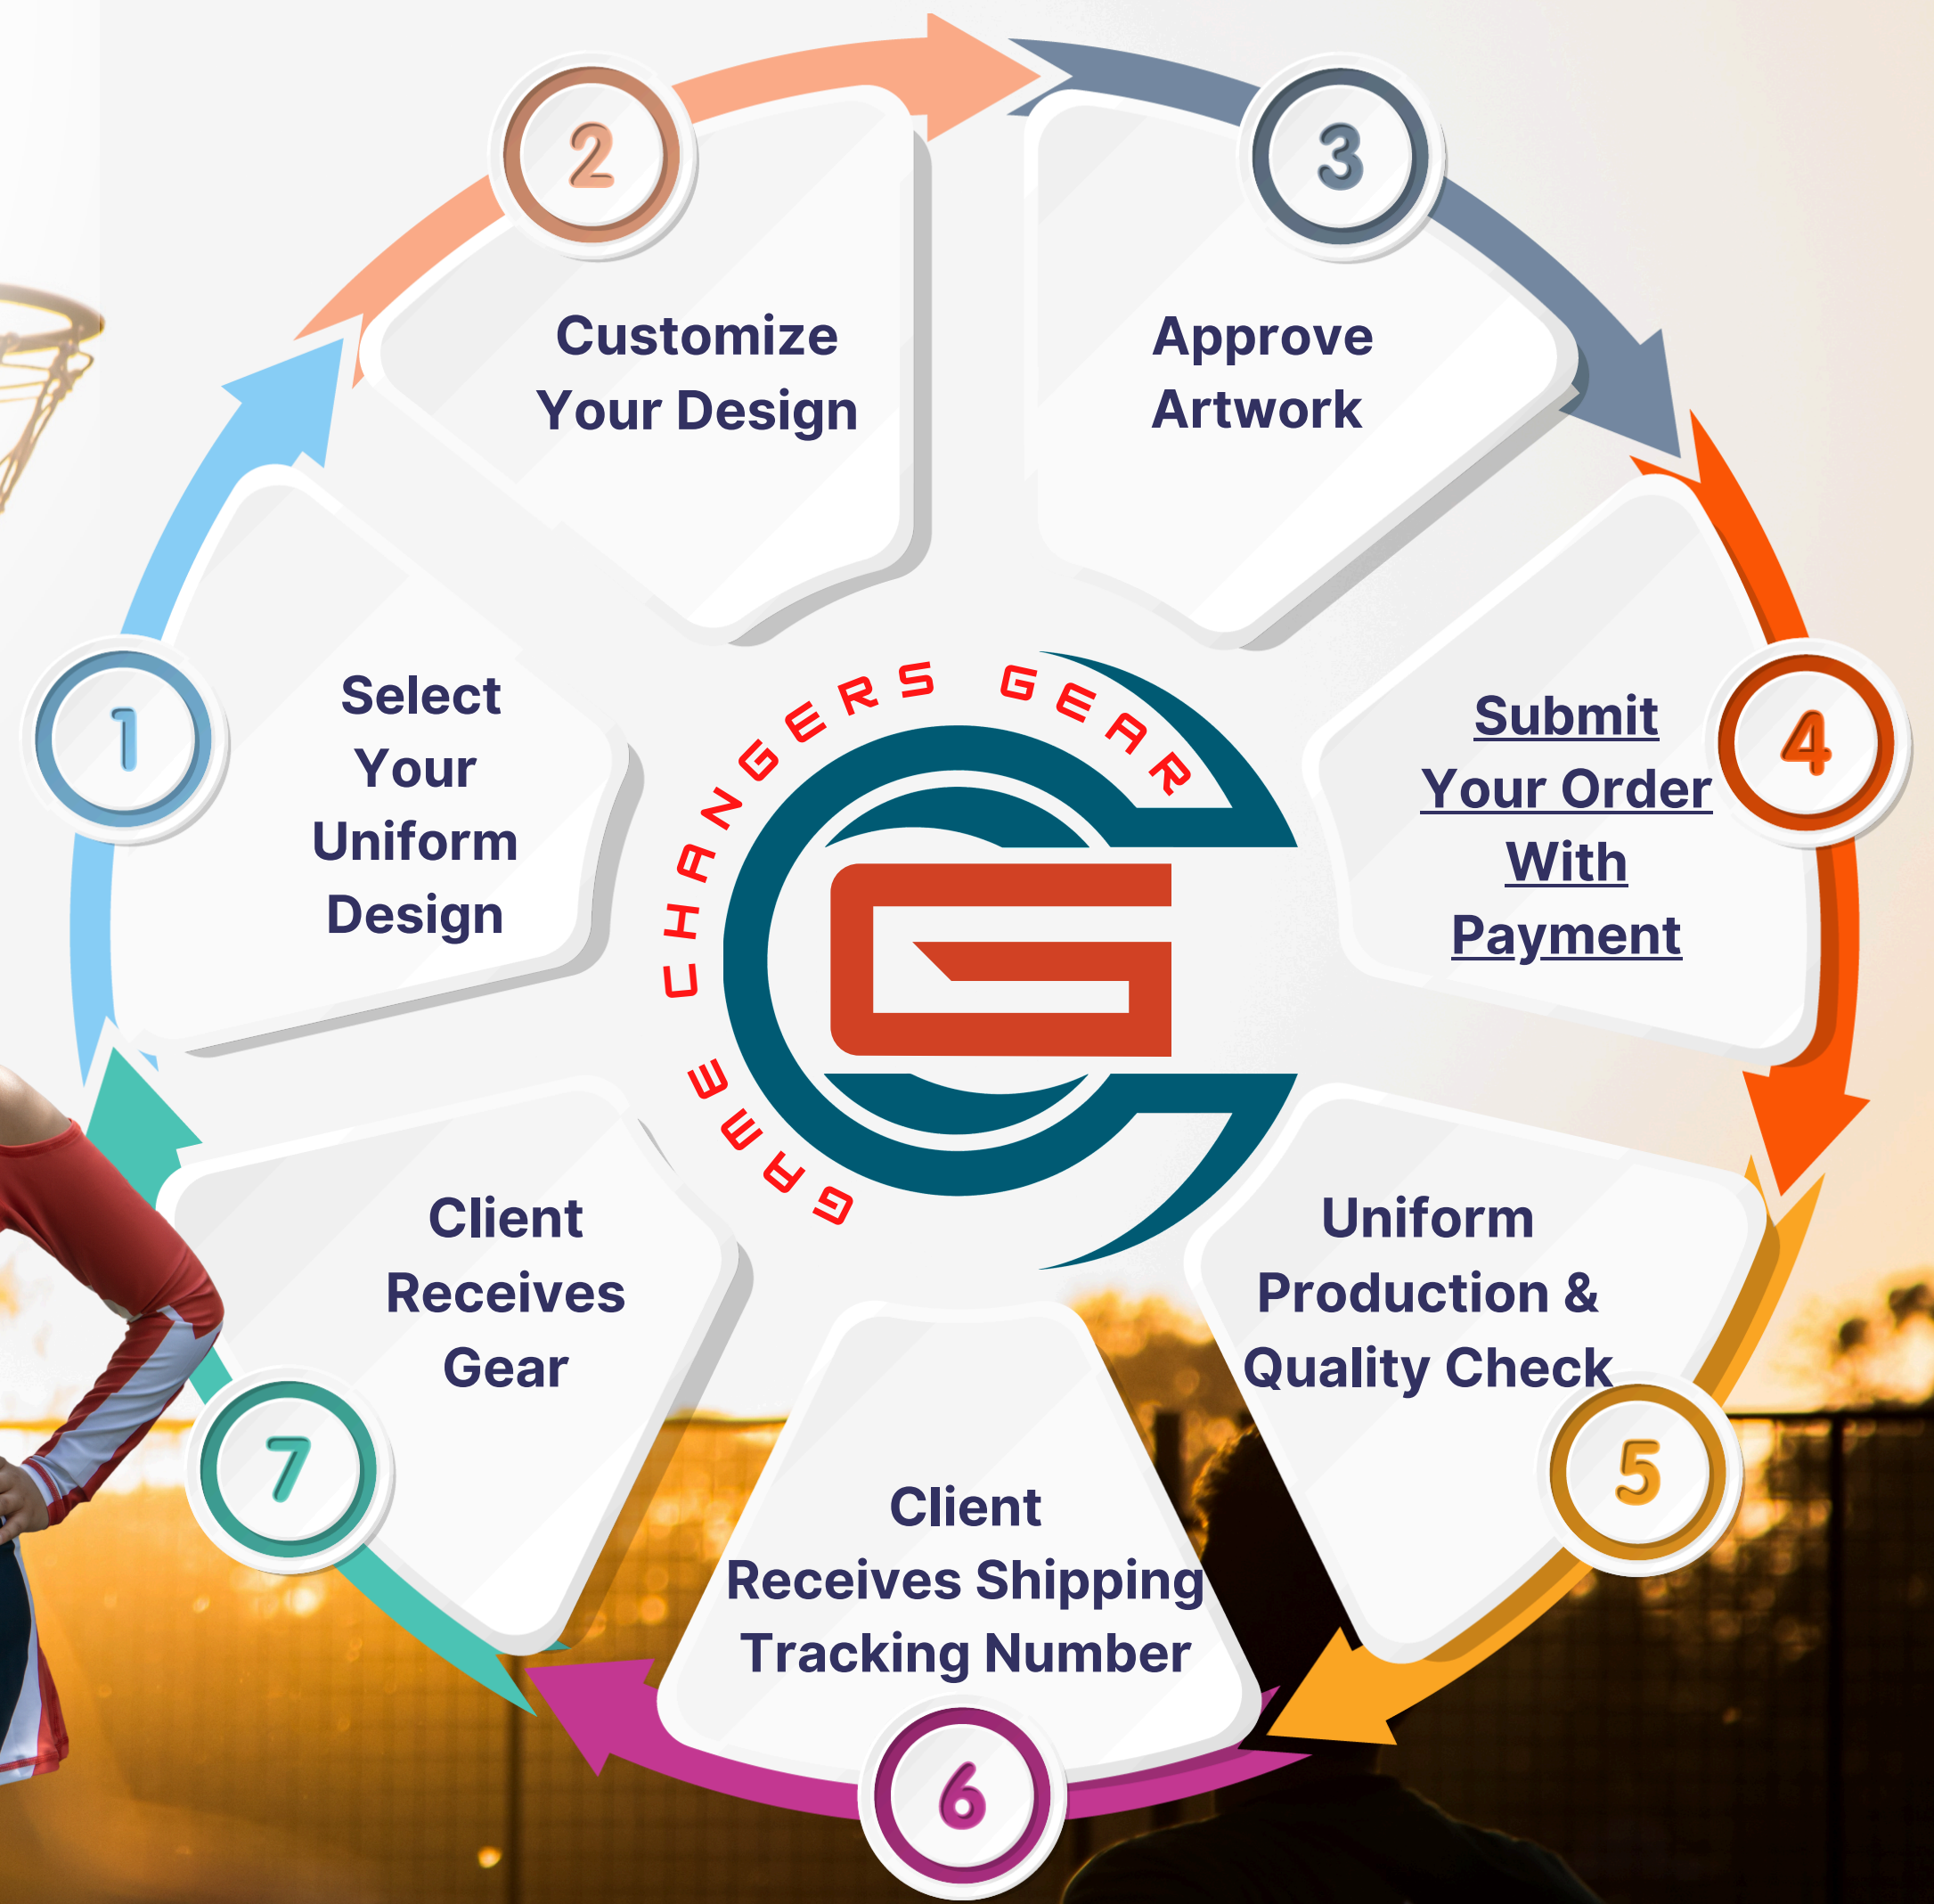 1
Select
Your
Uniform
Design
2
Customize
Your Design
3
Approve
Artwork
4
Submit
Your Order
With
Payment
5
Uniform
Production &
Quality Check
6
Client
Receives Shipping
Tracking Number
7
Client
Receives
Gear
GAME CHANGERS GEAR